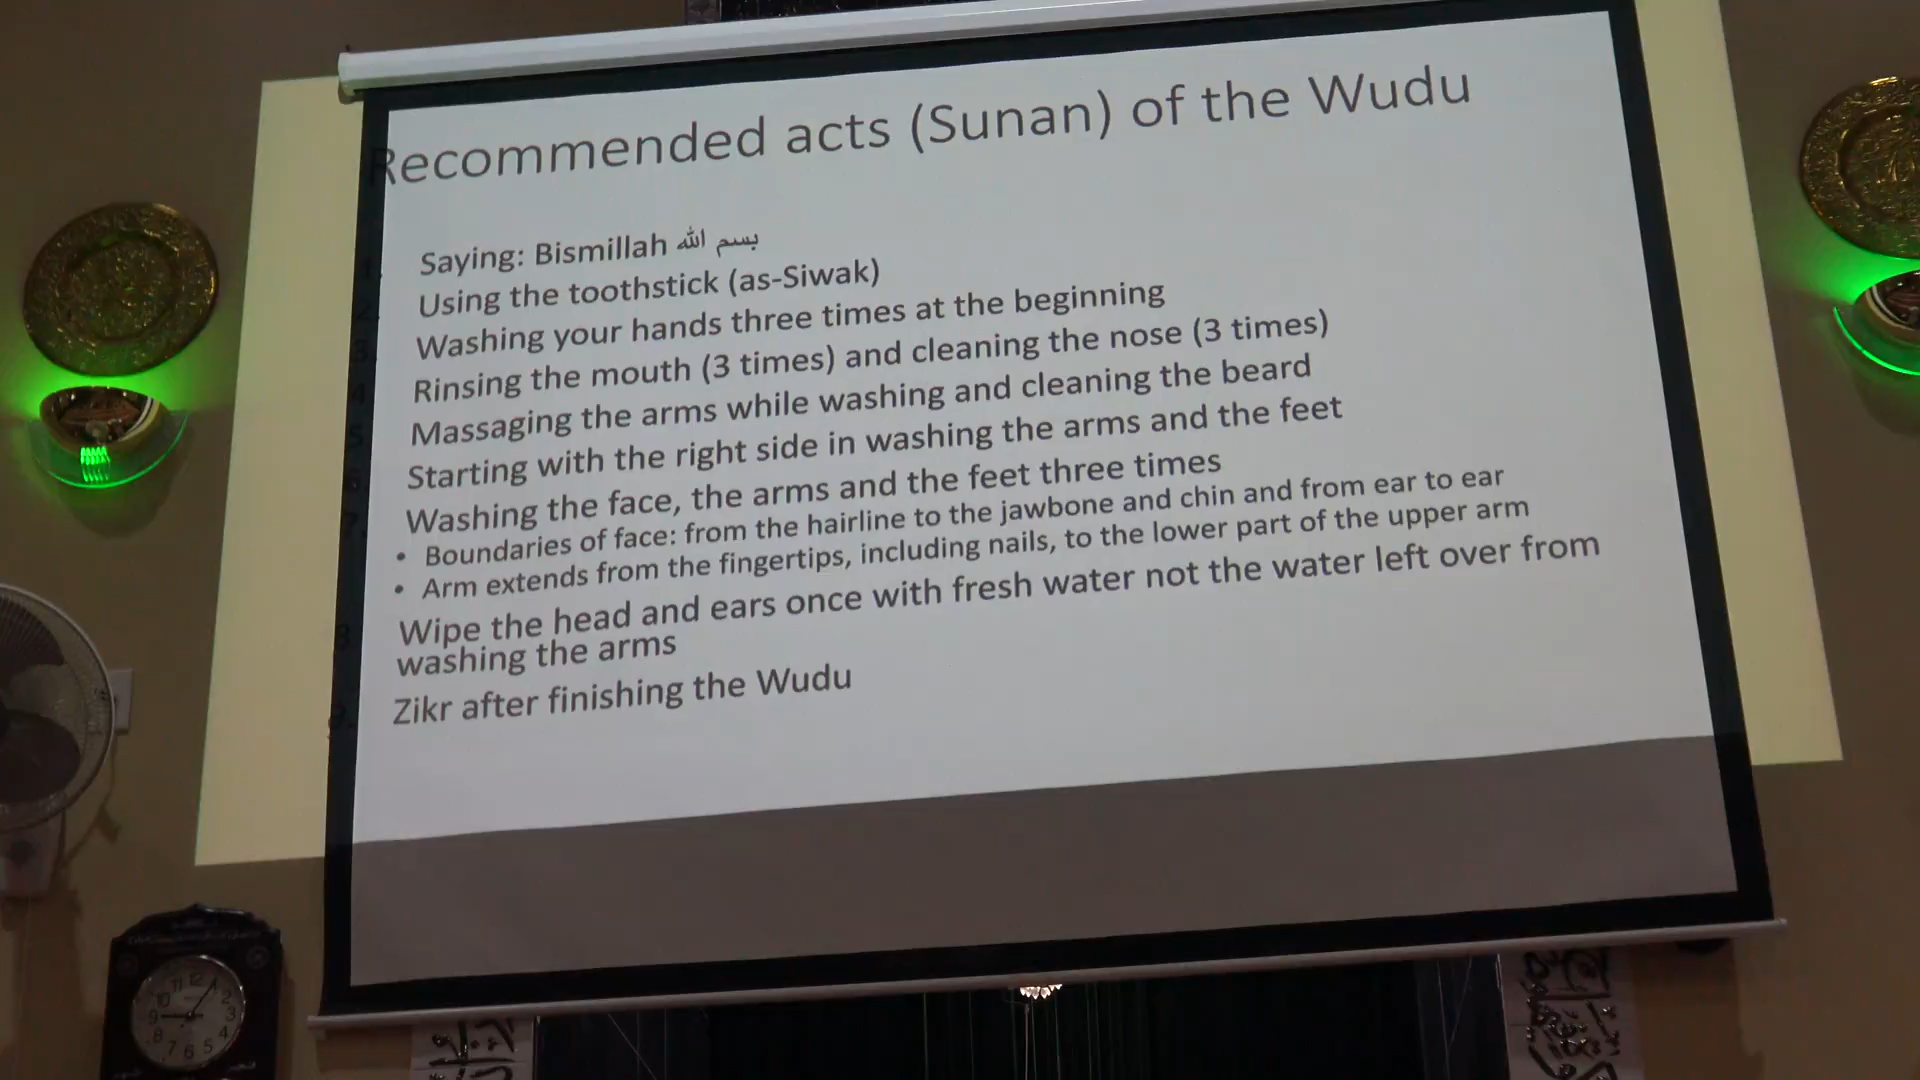 Recommended acts (Sunan) of the Wudu
Saying: Bismillah بسم الله
Using the toothstick (as-Siwak)
Washing your hands three times at the beginning
Rinsing the mouth (3 times) and cleaning the nose (3 times)
Massaging the arms while washing and cleaning the beard
Starting with the right side in washing the arms and the feet
Washing the face, the arms and the feet three times
• Boundaries of face: from the hairline to the jawbone and chin and from ear to ear
• Arm extends from the fingertips, including nails, to the lower part of the upper arm
Wipe the head and ears once with fresh water not the water left over from
washing the arms
Zikr after finishing the Wudu